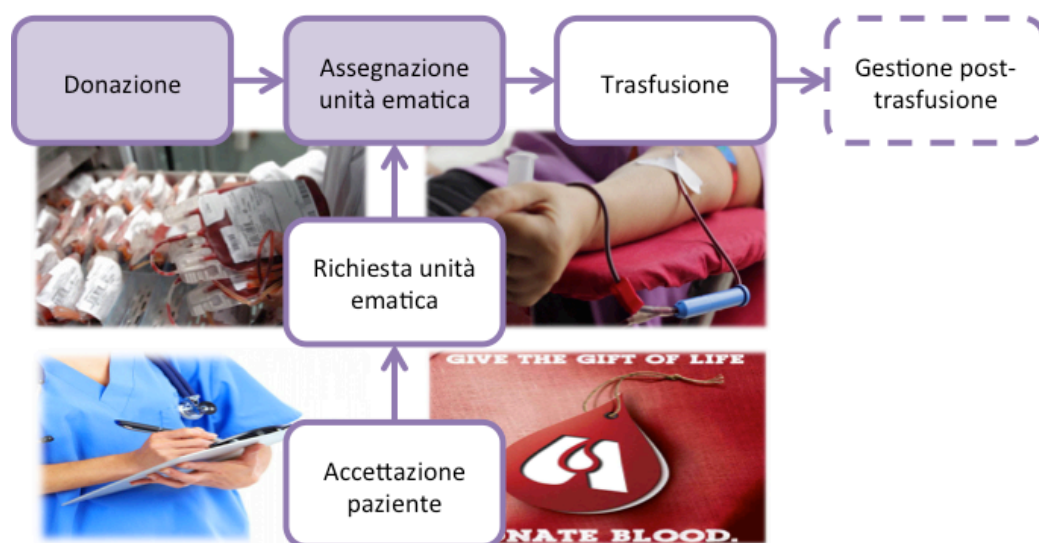 Donazione
Assegnazione
unità ematica
Trasfusione
Gestione post-
trasfusione
Richiesta unità
ematica
GIVE THE GIFT OF LIFE
Accettazione
paziente
NATE BLOOD.